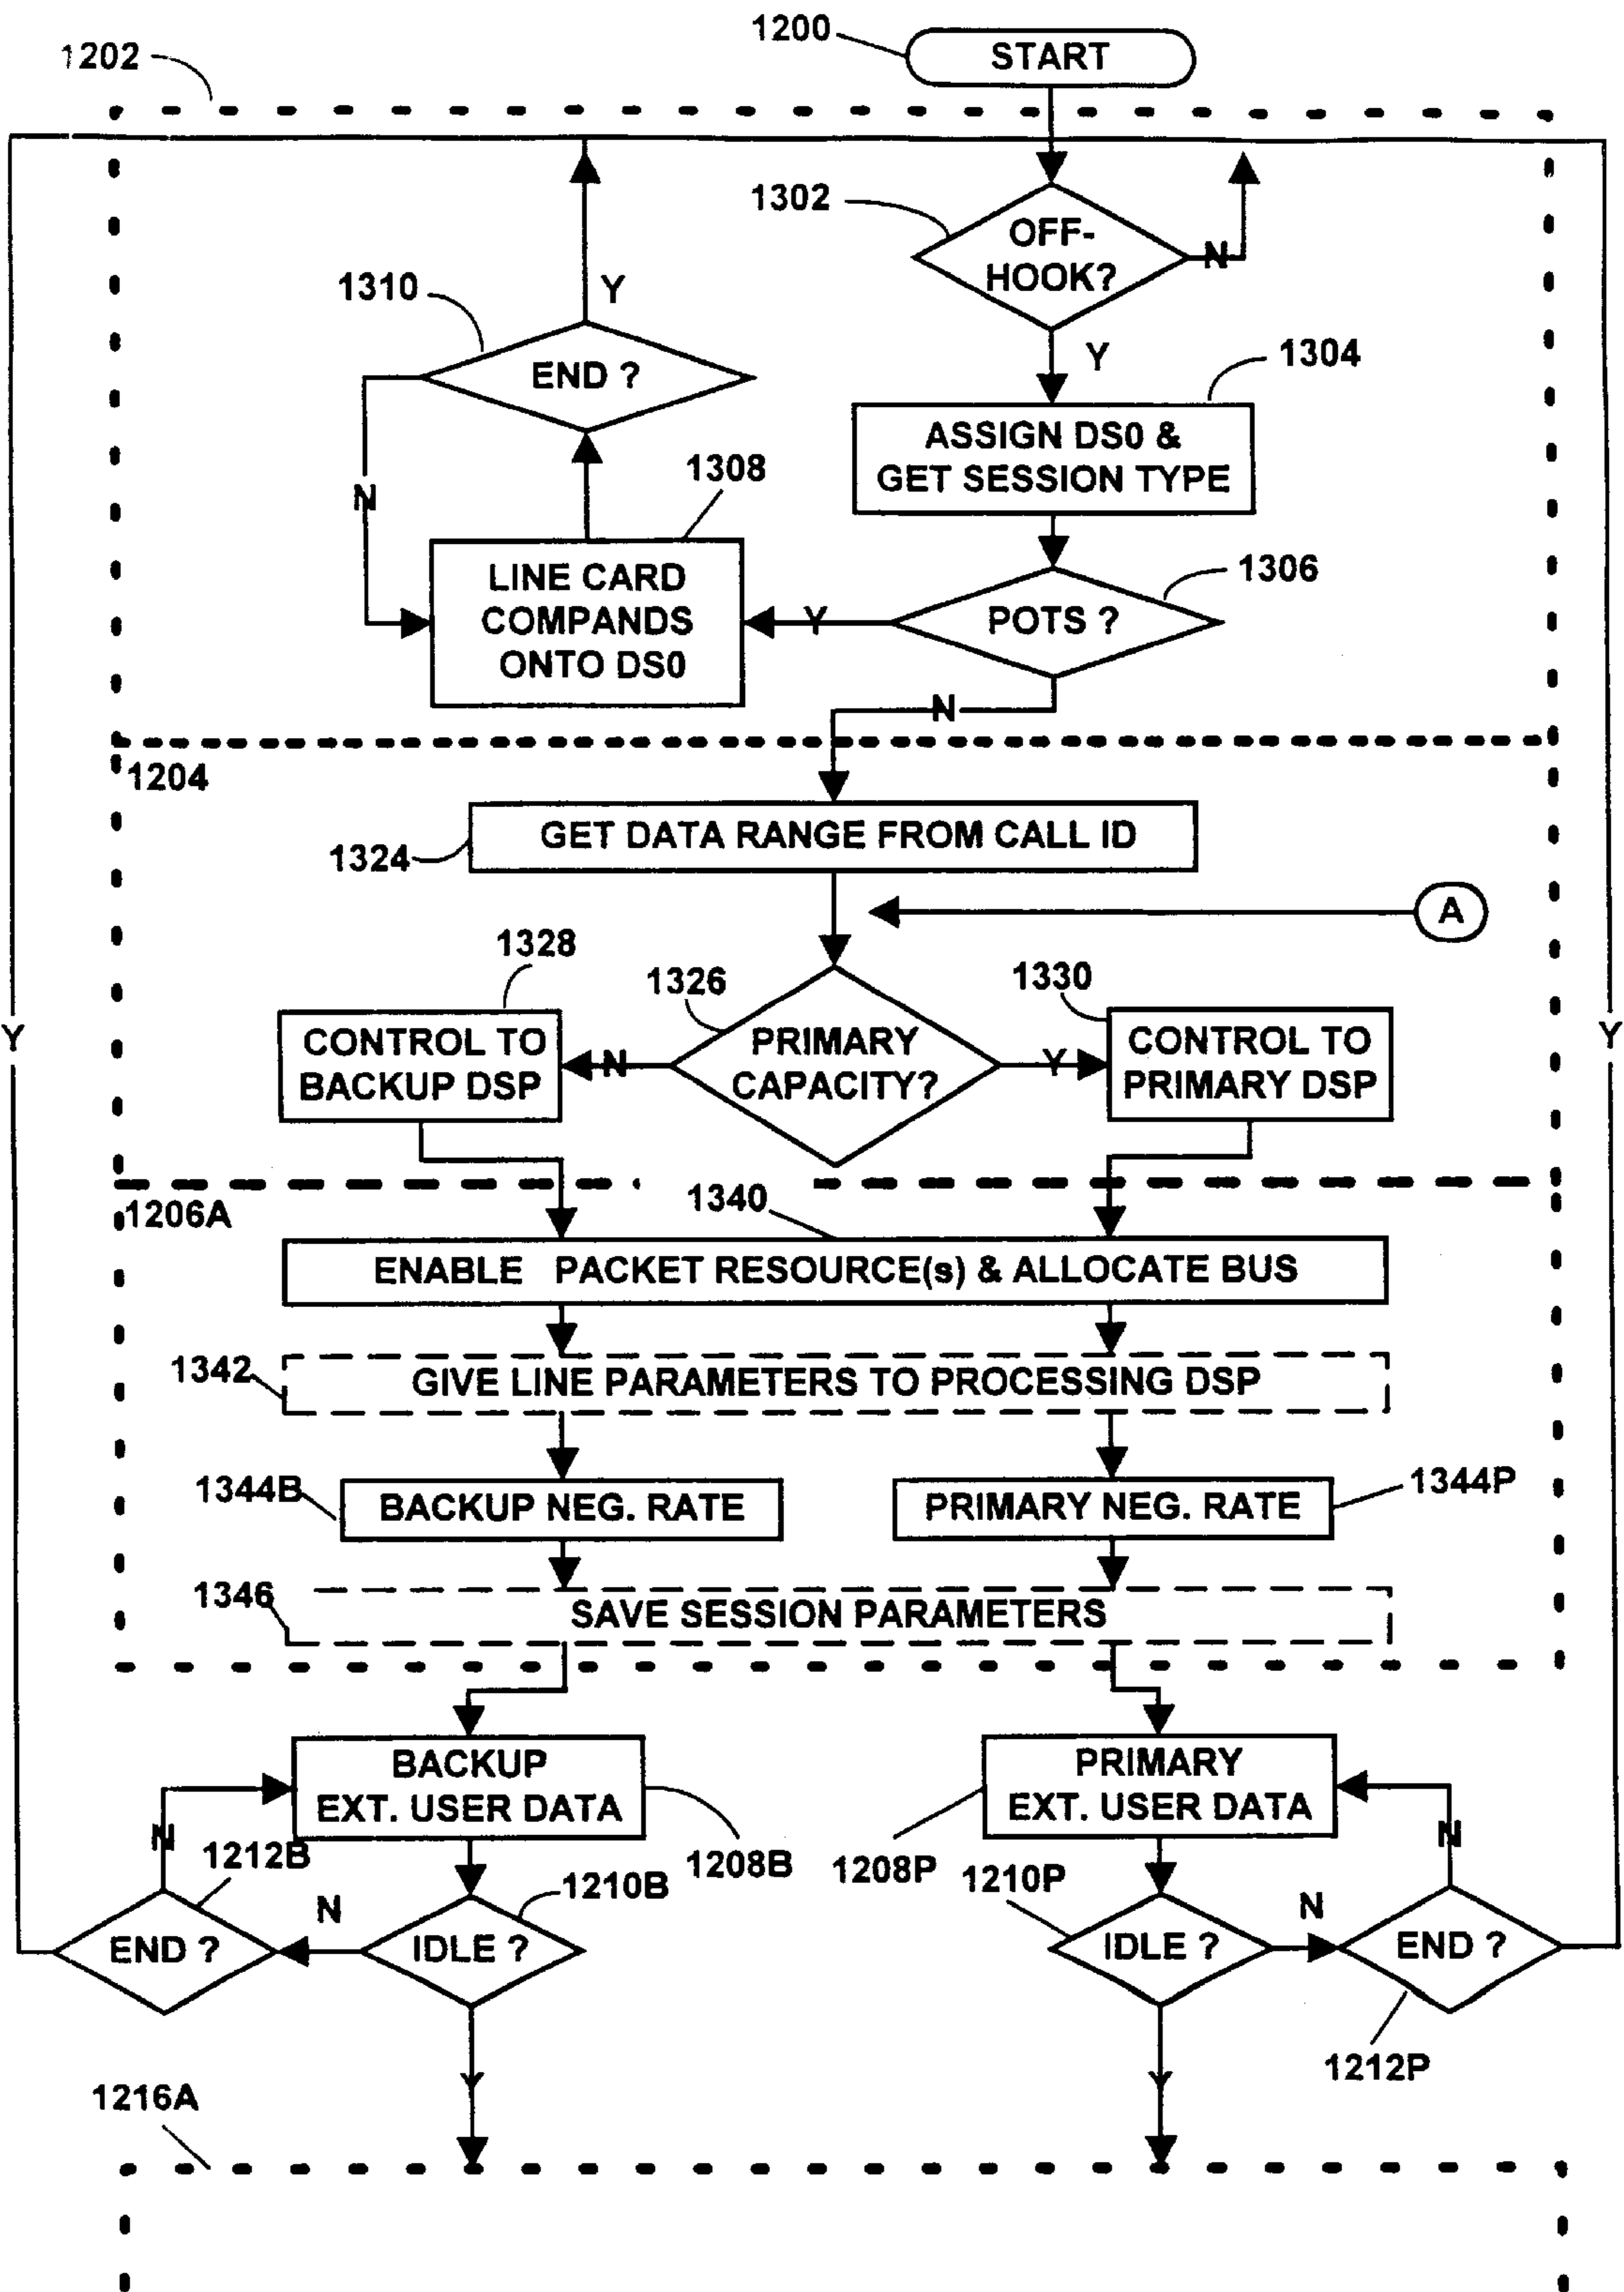 1200
START
1202
1302
OFF-
HOOK?
N
1310
Y
END ?
Y
1304
ASSIGN DS0 &
GET SESSION TYPE
N
1308
LINE CARD
COMPANDS
ONTO DS0
Y
POTS ?
1306
N
1204
GET DATA RANGE FROM CALL ID
1324
A
1328
1326
1330
Y
CONTROL TO
BACKUP DSP
N
PRIMARY
CAPACITY?
Y
CONTROL TO
PRIMARY DSP
Y
1206A
1340
ENABLE PACKET RESOURCE(s) & ALLOCATE BUS
1342
GIVE LINE PARAMETERS TO PROCESSING DSP
1344B
BACKUP NEG. RATE
PRIMARY NEG. RATE
1344P
1346
SAVE SESSION PARAMETERS
BACKUP
EXT. USER DATA
PRIMARY
EXT. USER DATA
N
1212B
1208B
1208P
N
1210B
1210P
N
N
END ?
IDLE ?
IDLE ?
END ?
1212P
Y
Y
1216A